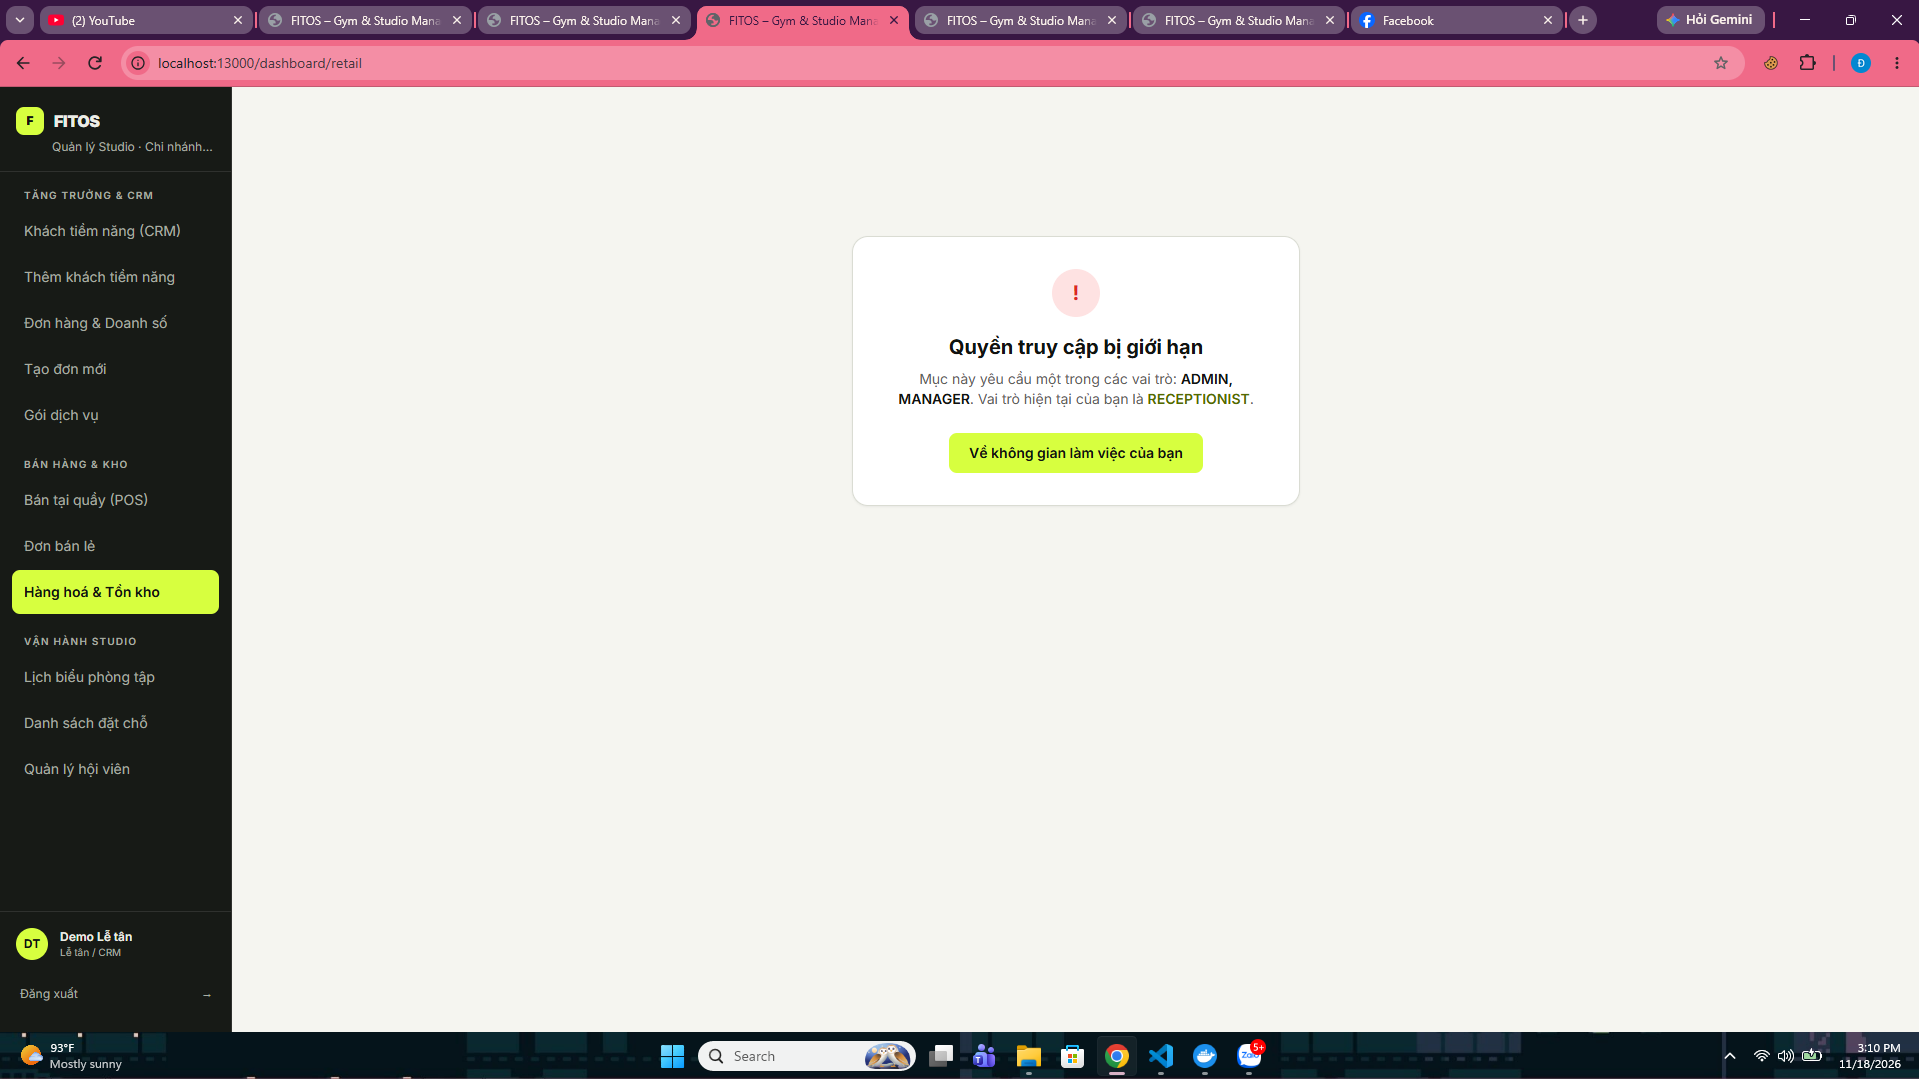 (2) YouTube
FITOS – Gym & Studio Mana
FITOS – Gym & Studio Mana
FITOS – Gym & Studio Mana
FITOS – Gym & Studio Mana
FITOS – Gym & Studio Mana
Facebook
Hỏi Gemini
localhost:13000/dashboard/retail
Đ
F
FITOS
Quản lý Studio · Chi nhánh...
TĂNG TRƯỞNG & CRM
Khách tiềm năng (CRM)
Thêm khách tiềm năng
Đơn hàng & Doanh số
Tạo đơn mới
Gói dịch vụ
BÁN HÀNG & KHO
Bán tại quầy (POS)
Đơn bán lẻ
Hàng hoá & Tồn kho
VẬN HÀNH STUDIO
Lịch biểu phòng tập
Danh sách đặt chỗ
Quản lý hội viên
DT
Demo Lễ tân
Lễ tân / CRM
Đăng xuất →
!
Quyền truy cập bị giới hạn
Mục này yêu cầu một trong các vai trò: ADMIN,
MANAGER. Vai trò hiện tại của bạn là RECEPTIONIST.
Về không gian làm việc của bạn
93°F
Mostly sunny
Search
Zalo
5+
3:10 PM
11/18/2026